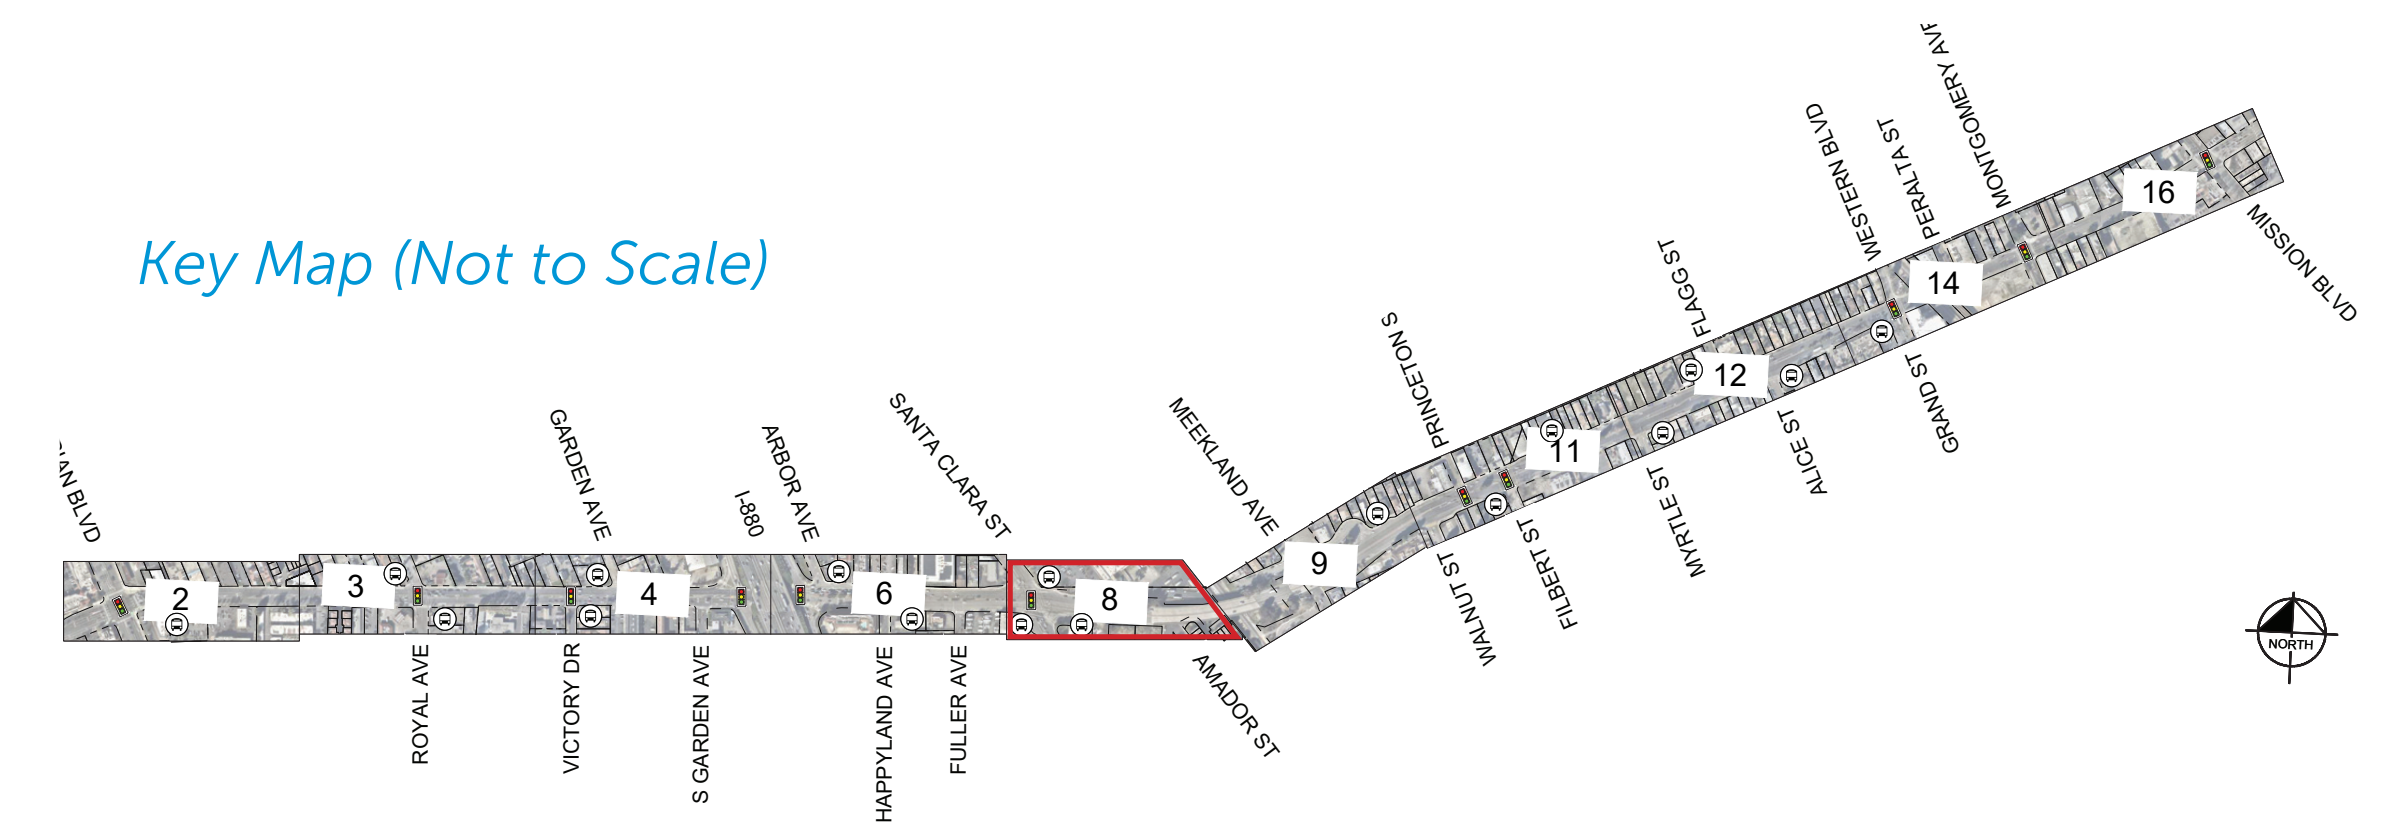 Key Map (Not to Scale)
BLVD
GARDEN AVE
I-880
ARBOR AVE
SANTA CLARA ST
MEEKLAND AVE
PRINCETON S
FLAGG ST
WESTERN BLVD
PERALTA ST
MONTGOMERY AVE
2
3
4
6
8
9
11
12
14
16
ROYAL AVE
VICTORY DR
S GARDEN AVE
HAPPYLAND AVE
FULLER AVE
AMADOR ST
WALNUT ST
FILBERT ST
MYRTLE ST
ALICE ST
GRAND ST
MISSION BLVD
NORTH